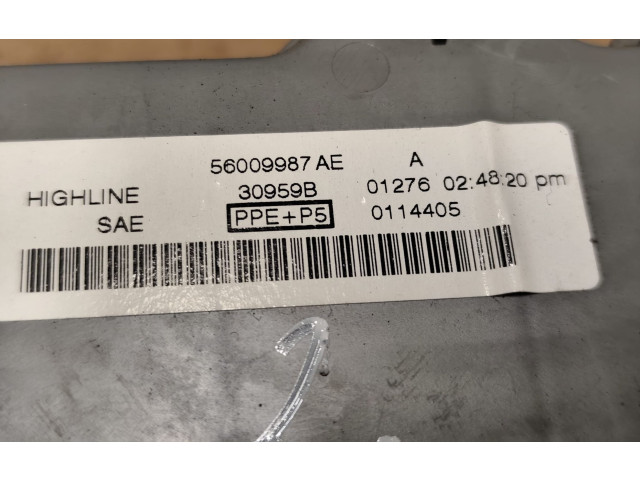 56009987 AE A
HIGHLINE 30959B 01276 02:48:20 pm
SAE PPE+P5 0114405